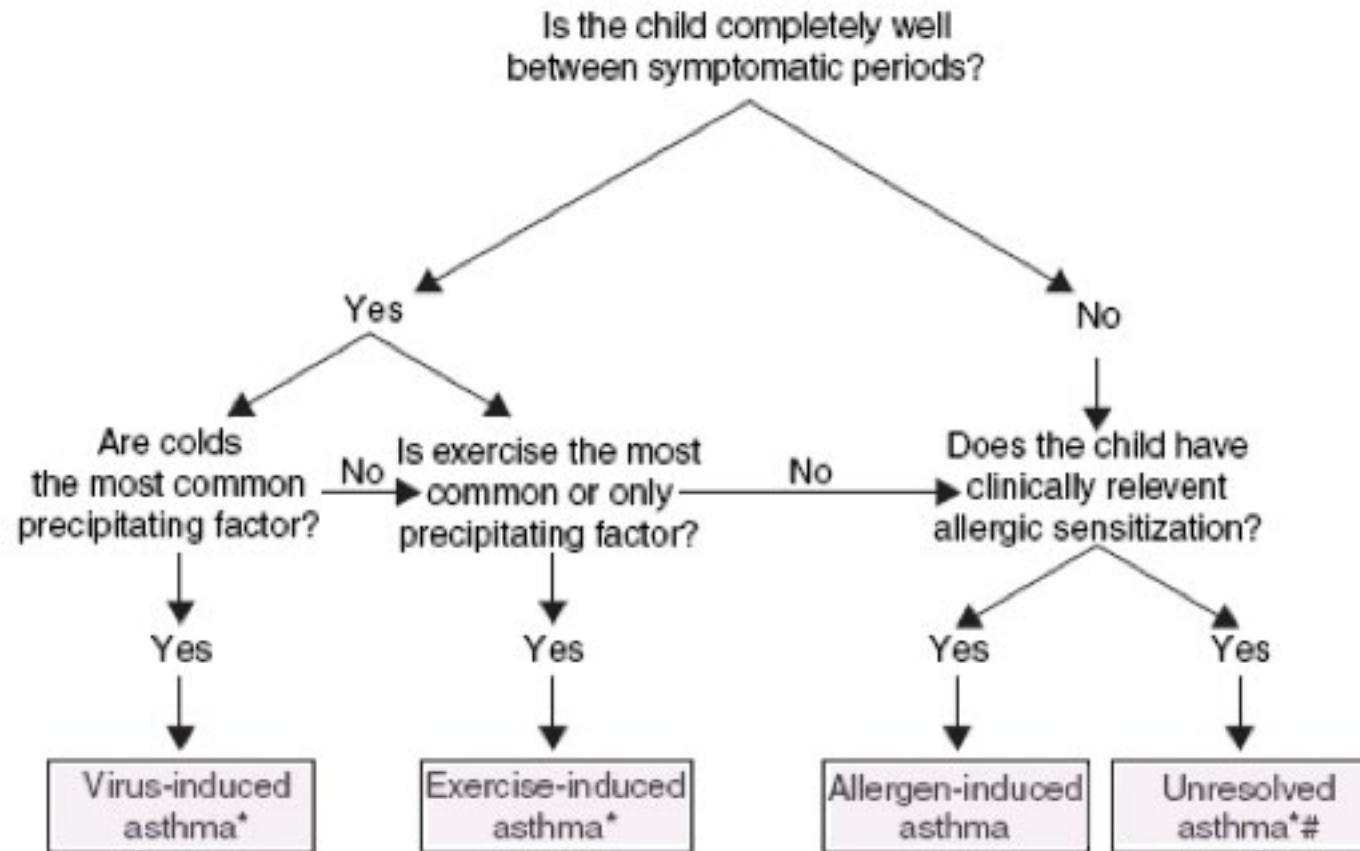 Is the child completely well
between symptomatic periods?
Yes
No
Are colds
the most common
precipitating factor?
No
Is exercise the most
common or only
precipitating factor?
No
Does the child have
clinically relevent
allergic sensitization?
Yes
Yes
Yes
Yes
Virus-induced
asthma*
Exercise-induced
asthma*
Allergen-induced
asthma
Unresolved
asthma*#